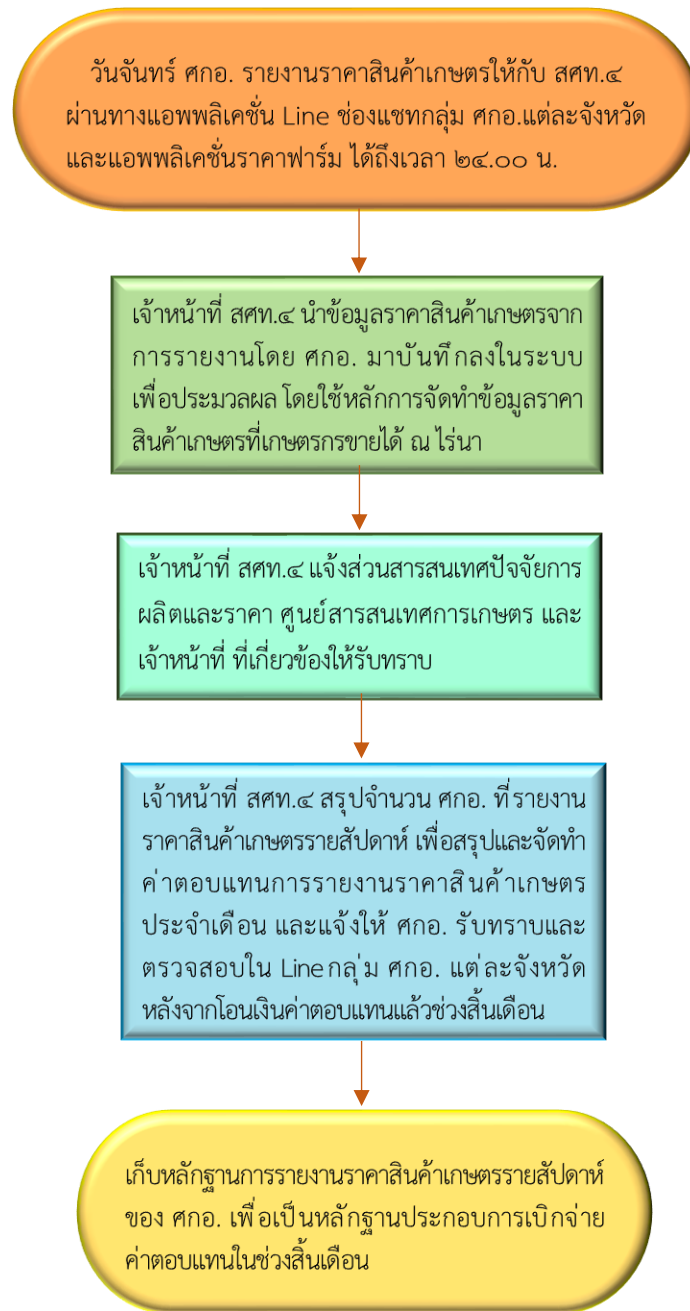 วันจันทร์ ศกอ. รายงานราคาสินค้าเกษตรให้กับ สศท.๔
ผ่านทางแอพพลิเคชั่น Line ช่องแชทกลุ่ม ศกอ.แต่ละจังหวัด
และแอพพลิเคชั่นราคาฟาร์ม ได้ถึงเวลา ๒๔.๐๐ น.
เจ้าหน้าที่ สศท.๔ นำข้อมูลราคาสินค้าเกษตรจาก
การรายงานโดย ศกอ. มาบันทึกลงในระบบ
เพื่อประมวลผล โดยใช้หลักการจัดทำข้อมูลราคา
สินค้าเกษตรที่เกษตรกรขายได้ ณ ไร่นา
เจ้าหน้าที่ สศท.๔ แจ้งส่วนสารสนเทศปัจจัยการ
ผลิตและราคา ศูนย์สารสนเทศการเกษตร และ
เจ้าหน้าที่ ที่เกี่ยวข้องให้รับทราบ
เจ้าหน้าที่ สศท.๔ สรุปจำนวน ศกอ. ที่รายงาน
ราคาสินค้าเกษตรรายสัปดาห์ เพื่อสรุปและจัดทำ
ค่าตอบแทนการรายงานราคาสินค้าเกษตร
ประจำเดือน และแจ้งให้ ศกอ. รับทราบและ
ตรวจสอบใน Line กลุ่ม ศกอ. แต่ละจังหวัด
หลังจากโอนเงินค่าตอบแทนแล้วช่วงสิ้นเดือน
เก็บหลักฐานการรายงานราคาสินค้าเกษตรรายสัปดาห์
ของ ศกอ. เพื่อเป็นหลักฐานประกอบการเบิกจ่าย
ค่าตอบแทนในช่วงสิ้นเดือน